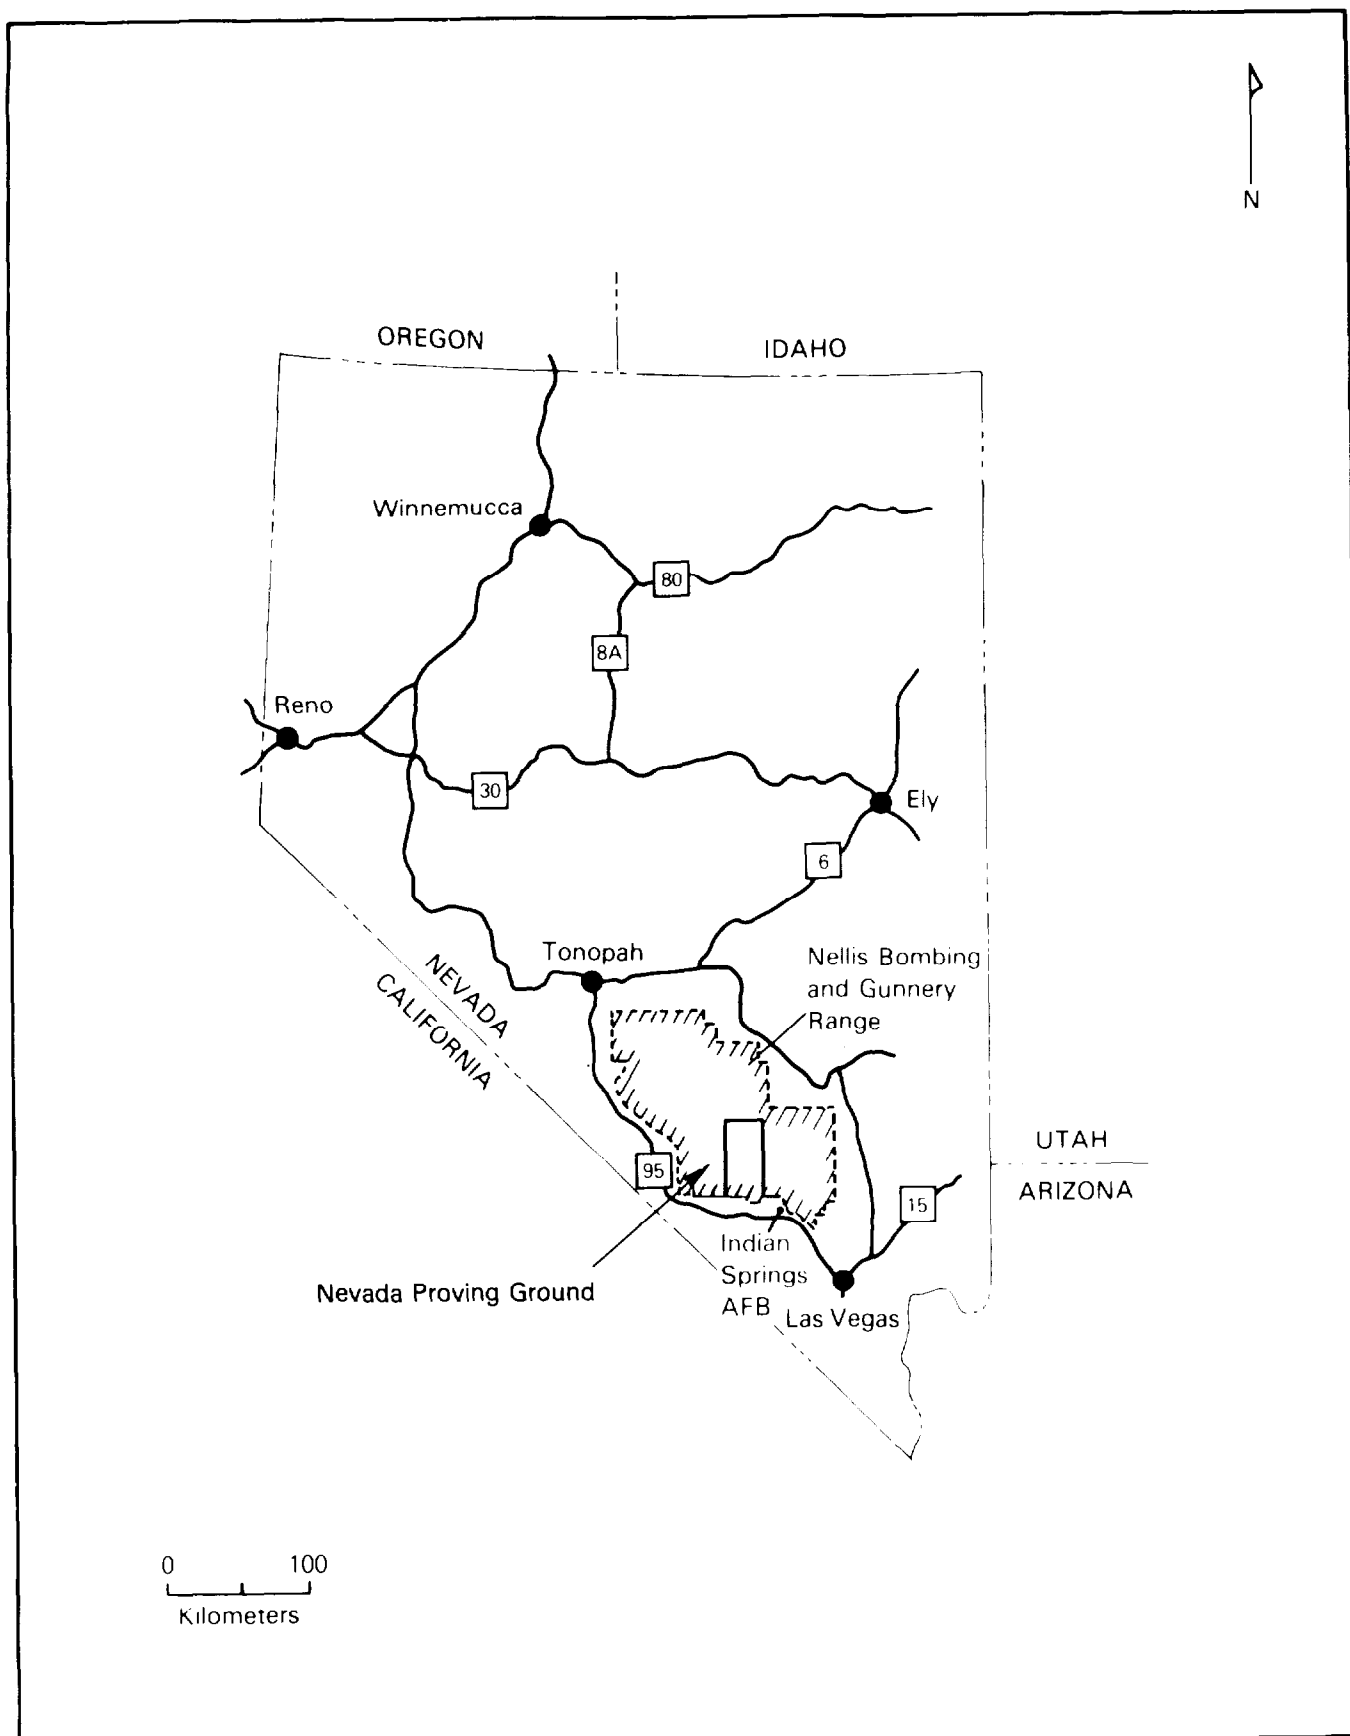 N
OREGON
IDAHO
Winnemucca
80
8A
Reno
30
Ely
6
Tonopah
NEVADA
CALIFORNIA
Nellis Bombing
and Gunnery
Range
UTAH
ARIZONA
95
15
Indian
Springs
AFB
Nevada Proving Ground
Las Vegas
0 100
Kilometers